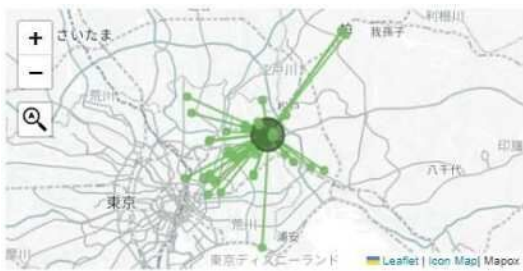 +
さいたま
利根川
我孫子
−
江戸川
荒川
松戸
印旛
八千代
東京
荒川
浦安
東京ディズニーランド
Leaflet | Icon Map| Mapbox